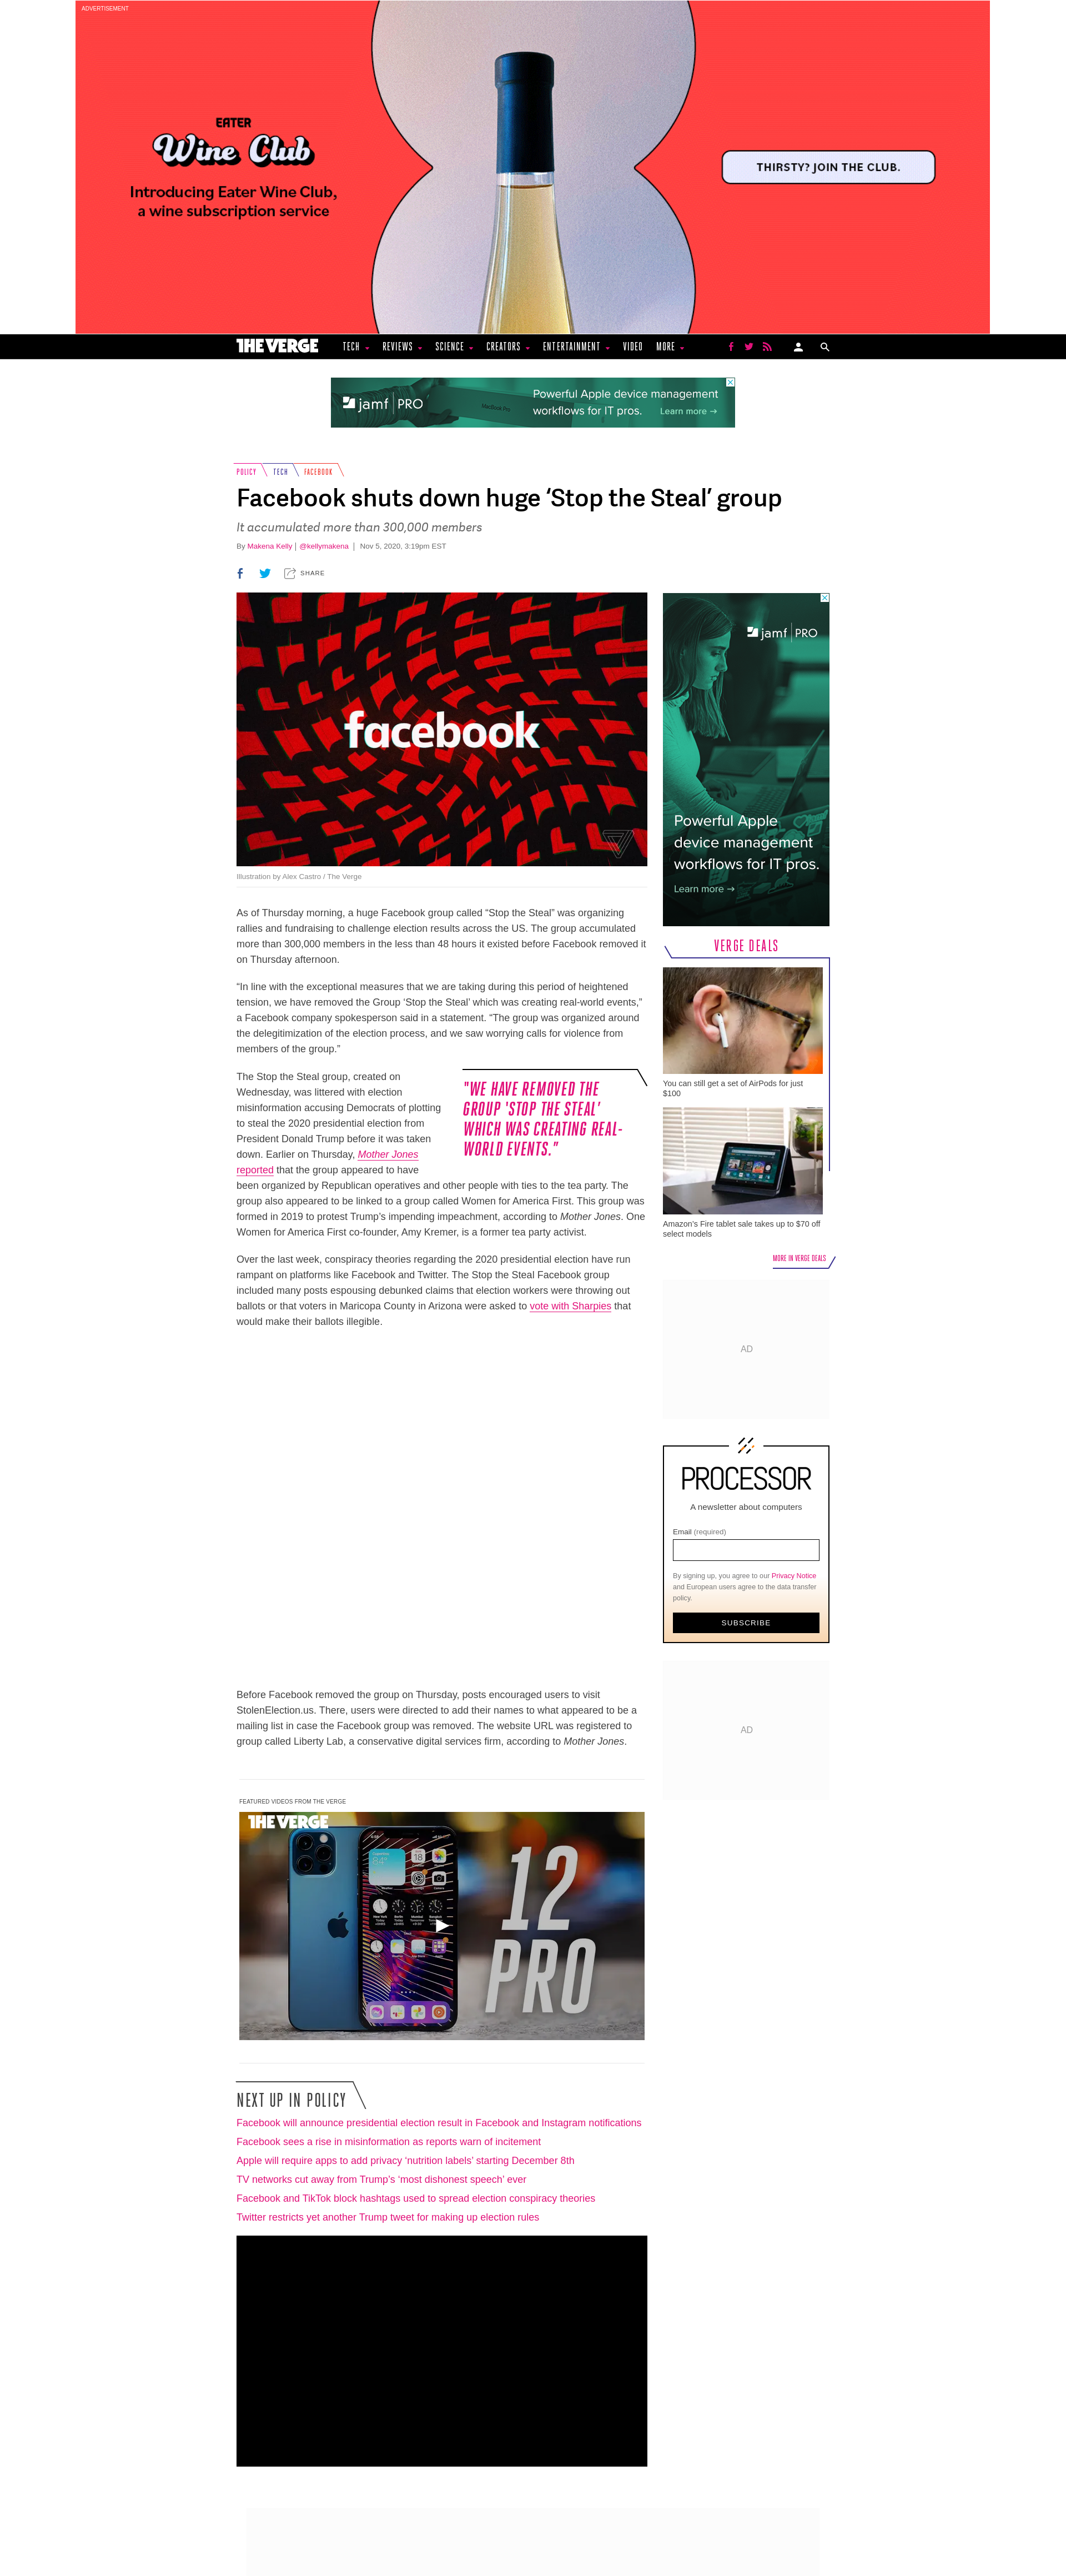 ADVERTISEMENT
EATER
Wine Club
Introducing Eater Wine Club,
a wine subscription service
THIRSTY? JOIN THE CLUB.
THE VERGE
TECH REVIEWS SCIENCE CREATORS ENTERTAINMENT VIDEO MORE
jamf PRO
MacBook Pro
Powerful Apple device management
workflows for IT pros. Learn more →
POLICY TECH FACEBOOK
Facebook shuts down huge ‘Stop the Steal’ group
It accumulated more than 300,000 members
By Makena Kelly | @kellymakena | Nov 5, 2020, 3:19pm EST
SHARE
facebook
Illustration by Alex Castro / The Verge
As of Thursday morning, a huge Facebook group called “Stop the Steal” was organizing
rallies and fundraising to challenge election results across the US. The group accumulated
more than 300,000 members in the less than 48 hours it existed before Facebook removed it
on Thursday afternoon.
“In line with the exceptional measures that we are taking during this period of heightened
tension, we have removed the Group ‘Stop the Steal’ which was creating real-world events,”
a Facebook company spokesperson said in a statement. “The group was organized around
the delegitimization of the election process, and we saw worrying calls for violence from
members of the group.”
The Stop the Steal group, created on
Wednesday, was littered with election
misinformation accusing Democrats of plotting
to steal the 2020 presidential election from
President Donald Trump before it was taken
down. Earlier on Thursday, Mother Jones
reported that the group appeared to have
been organized by Republican operatives and other people with ties to the tea party. The
group also appeared to be linked to a group called Women for America First. This group was
formed in 2019 to protest Trump’s impending impeachment, according to Mother Jones. One
Women for America First co-founder, Amy Kremer, is a former tea party activist.
"WE HAVE REMOVED THE
GROUP 'STOP THE STEAL'
WHICH WAS CREATING REAL-
WORLD EVENTS.”
Over the last week, conspiracy theories regarding the 2020 presidential election have run
rampant on platforms like Facebook and Twitter. The Stop the Steal Facebook group
included many posts espousing debunked claims that election workers were throwing out
ballots or that voters in Maricopa County in Arizona were asked to vote with Sharpies that
would make their ballots illegible.
Before Facebook removed the group on Thursday, posts encouraged users to visit
StolenElection.us. There, users were directed to add their names to what appeared to be a
mailing list in case the Facebook group was removed. The website URL was registered to
group called Liberty Lab, a conservative digital services firm, according to Mother Jones.
FEATURED VIDEOS FROM THE VERGE
THE VERGE
12
PRO
NEXT UP IN POLICY
Facebook will announce presidential election result in Facebook and Instagram notifications
Facebook sees a rise in misinformation as reports warn of incitement
Apple will require apps to add privacy ‘nutrition labels’ starting December 8th
TV networks cut away from Trump’s ‘most dishonest speech’ ever
Facebook and TikTok block hashtags used to spread election conspiracy theories
Twitter restricts yet another Trump tweet for making up election rules
jamf PRO
Powerful Apple
device management
workflows for IT pros.
Learn more →
VERGE DEALS
You can still get a set of AirPods for just
$100
Amazon’s Fire tablet sale takes up to $70 off
select models
MORE IN VERGE DEALS
AD
PROCESSOR
A newsletter about computers
Email (required)
By signing up, you agree to our Privacy Notice
and European users agree to the data transfer
policy.
SUBSCRIBE
AD